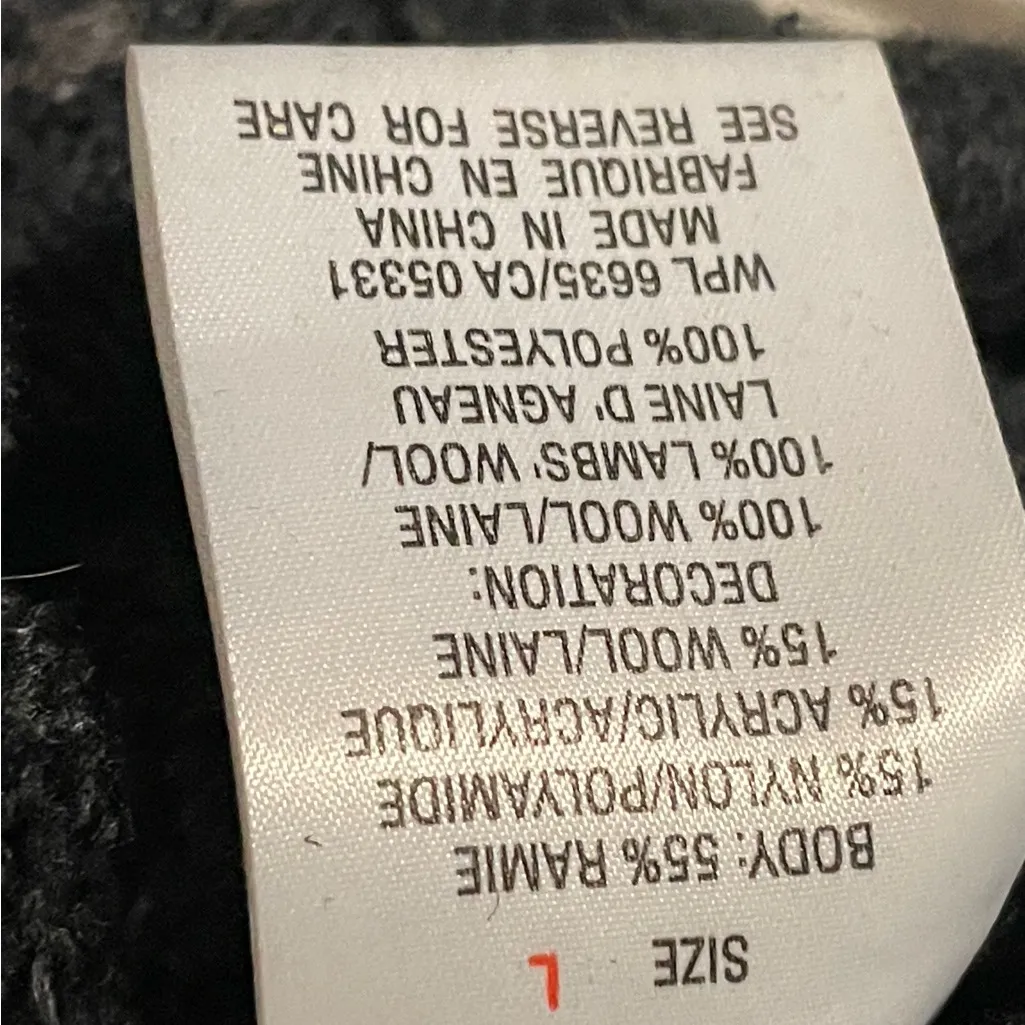 SIZE L
BODY: 55% RAMIE
15% NYLON/POLYAMIDE
15% ACRYLIC/ACRYLIQUE
15% WOOL/LAINE
DECORATION:
100% WOOL/LAINE
100% LAMBS' WOOL/
LAINE D' AGNEAU
100% POLYESTER
WPL 6635/CA 05331
MADE IN CHINA
FABRIQUE EN CHINE
SEE REVERSE FOR CARE